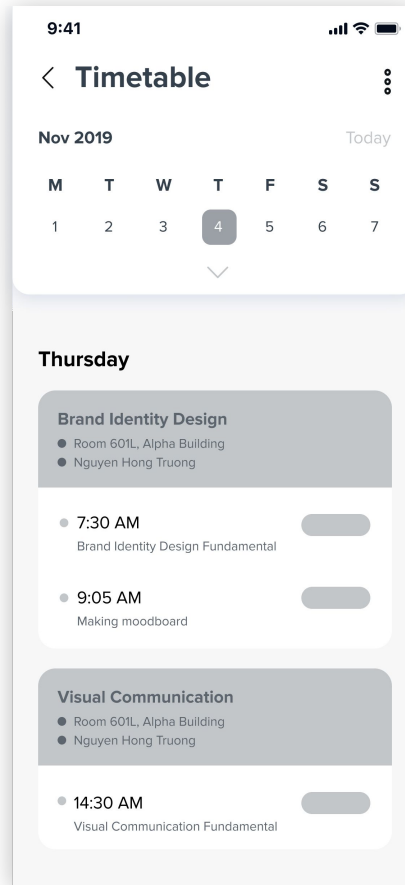 9:41
Timetable
Nov 2019 Today
M T W T F S S
1 2 3 4 5 6 7
Thursday
Brand Identity Design
Room 601L, Alpha Building
Nguyen Hong Truong
7:30 AM
Brand Identity Design Fundamental
9:05 AM
Making moodboard
Visual Communication
Room 601L, Alpha Building
Nguyen Hong Truong
14:30 AM
Visual Communication Fundamental